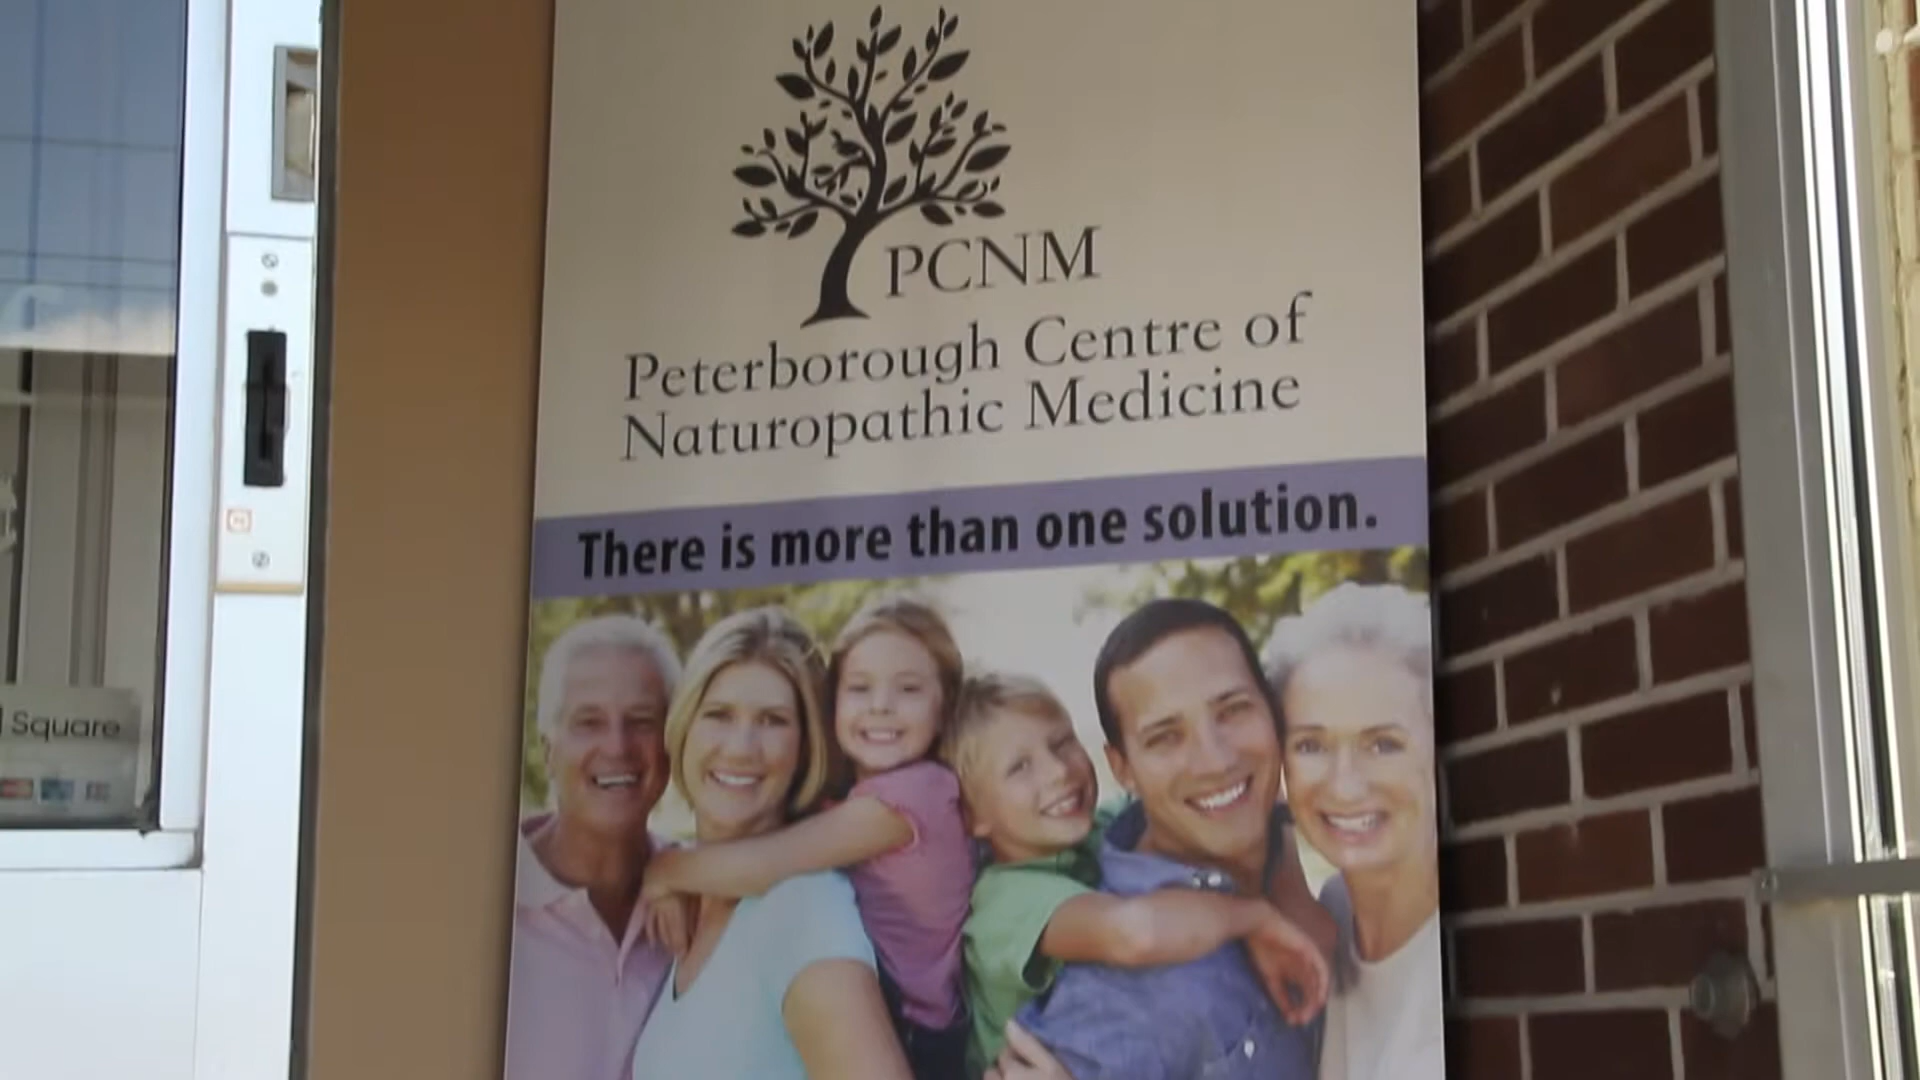 PCNM
Peterborough Centre of
Naturopathic Medicine
There is more than one solution.
Square